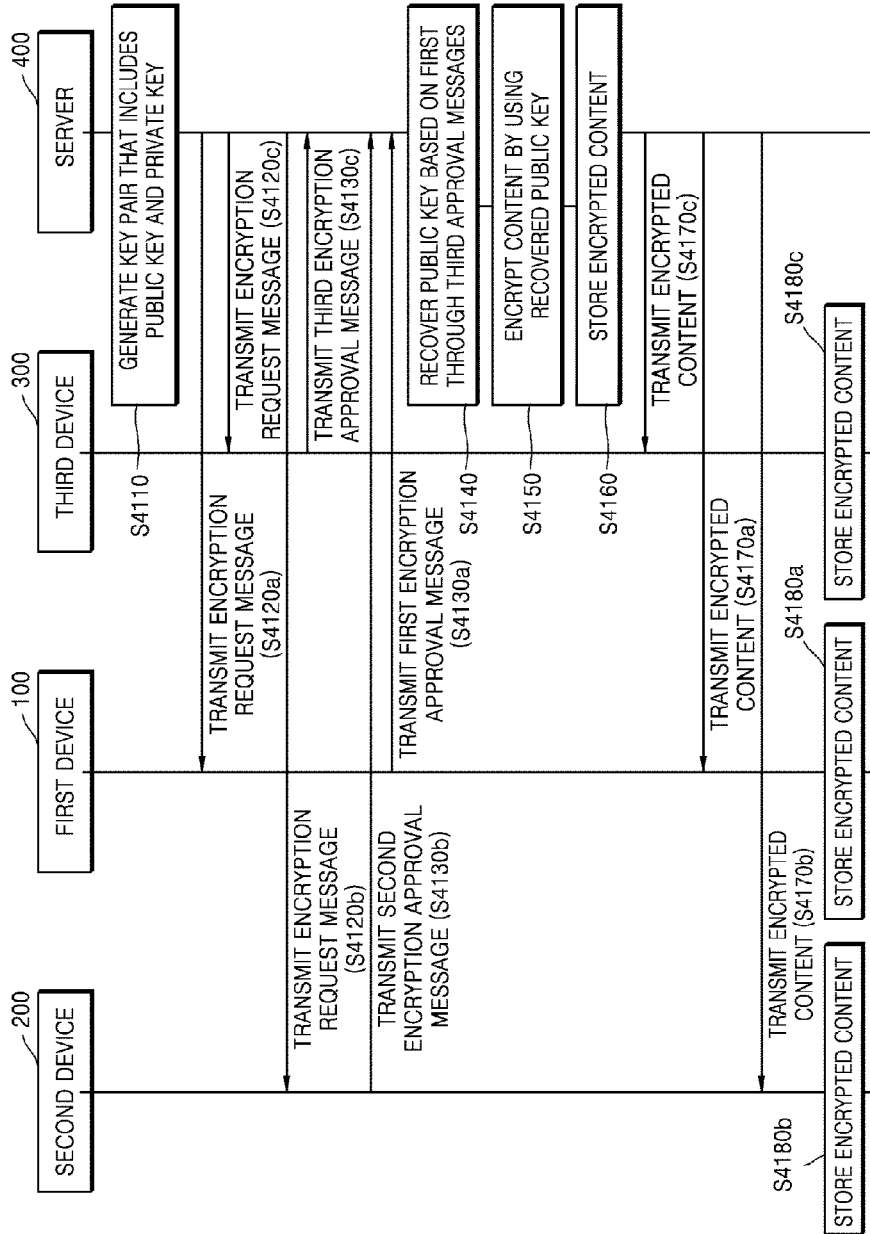 200
SECOND DEVICE
100
FIRST DEVICE
300
THIRD DEVICE
400
SERVER
GENERATE KEY PAIR THAT INCLUDES
PUBLIC KEY AND PRIVATE KEY
S4110
TRANSMIT ENCRYPTION
REQUEST MESSAGE
(S4120a)
TRANSMIT ENCRYPTION
REQUEST MESSAGE (S4120c)
TRANSMIT ENCRYPTION
REQUEST MESSAGE
(S4120b)
TRANSMIT THIRD ENCRYPTION
APPROVAL MESSAGE (S4130c)
TRANSMIT SECOND
ENCRYPTION APPROVAL
MESSAGE (S4130b)
TRANSMIT FIRST ENCRYPTION
APPROVAL MESSAGE
(S4130a)
RECOVER PUBLIC KEY BASED ON FIRST
THROUGH THIRD APPROVAL MESSAGES
S4140
ENCRYPT CONTENT BY USING
RECOVERED PUBLIC KEY
S4150
STORE ENCRYPTED CONTENT
S4160
TRANSMIT ENCRYPTED
CONTENT (S4170c)
TRANSMIT ENCRYPTED
CONTENT (S4170a)
TRANSMIT ENCRYPTED
CONTENT (S4170b)
S4180b
STORE ENCRYPTED CONTENT
S4180a
STORE ENCRYPTED CONTENT
S4180c
STORE ENCRYPTED CONTENT